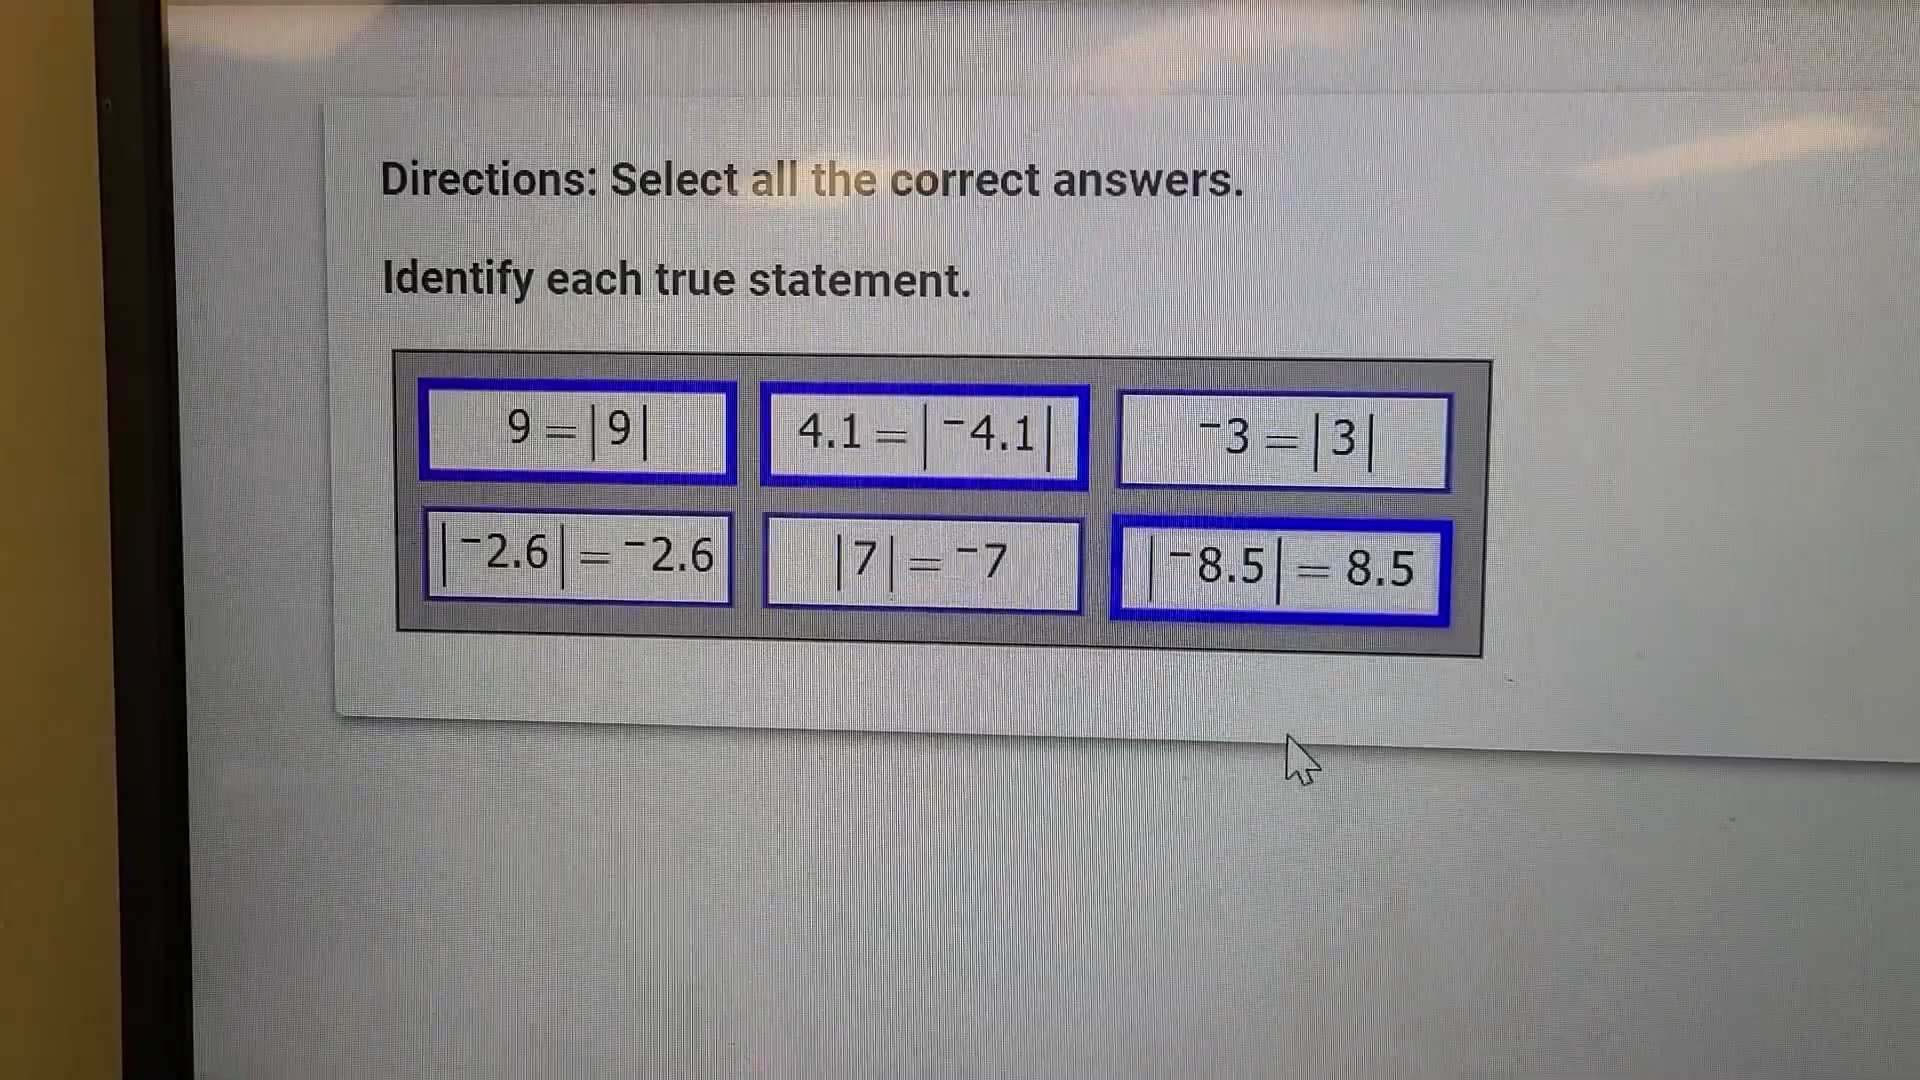 Directions: Select all the correct answers.
Identify each true statement.
9 = |9|
4.1 = |⁻4.1|
⁻3 = |3|
|⁻2.6| = ⁻2.6
|7| = ⁻7
|⁻8.5| = 8.5